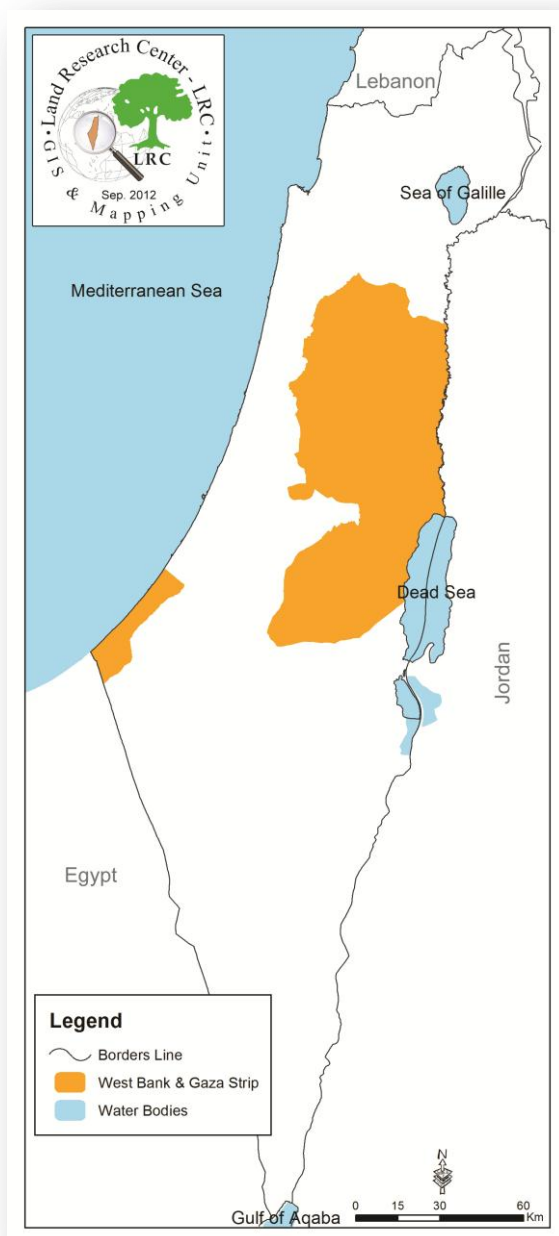 Land Research Center - LRC
GIS & Mapping Unit
LRC
Sep. 2012
Lebanon
Sea of Galille
Mediterranean Sea
Dead Sea
Jordan
Egypt
Legend
Borders Line
West Bank & Gaza Strip
Water Bodies
N
Gulf of Aqaba
0 15 30 60
Km